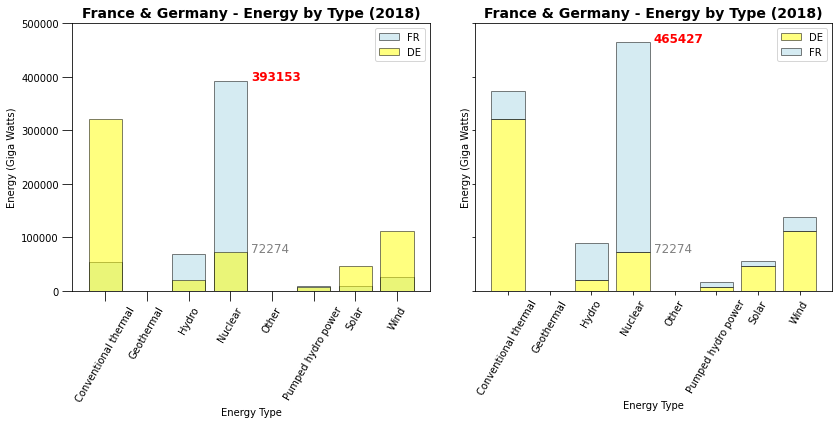 France & Germany - Energy by Type (2018)
FR
DE
500000
400000
300000
200000
100000
0
Energy (Giga Watts)
393153
72274
Conventional thermal
Geothermal
Hydro
Nuclear
Other
Pumped hydro power
Solar
Wind
Energy Type
France & Germany - Energy by Type (2018)
DE
FR
Energy (Giga Watts)
465427
72274
Conventional thermal
Geothermal
Hydro
Nuclear
Other
Pumped hydro power
Solar
Wind
Energy Type